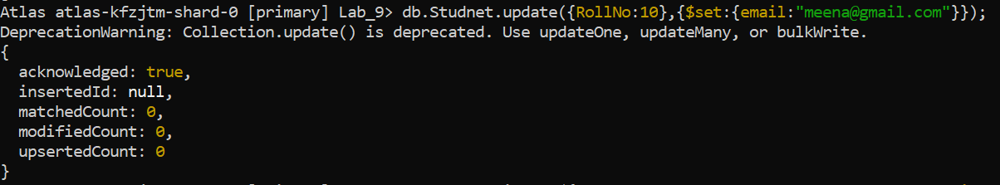 Atlas atlas-kfzjtm-shard-0 [primary] Lab_9> db.Studnet.update({RollNo:10},{$set:{email:"meena@gmail.com"}});
DeprecationWarning: Collection.update() is deprecated. Use updateOne, updateMany, or bulkWrite.
{
  acknowledged: true,
  insertedId: null,
  matchedCount: 0,
  modifiedCount: 0,
  upsertedCount: 0
}